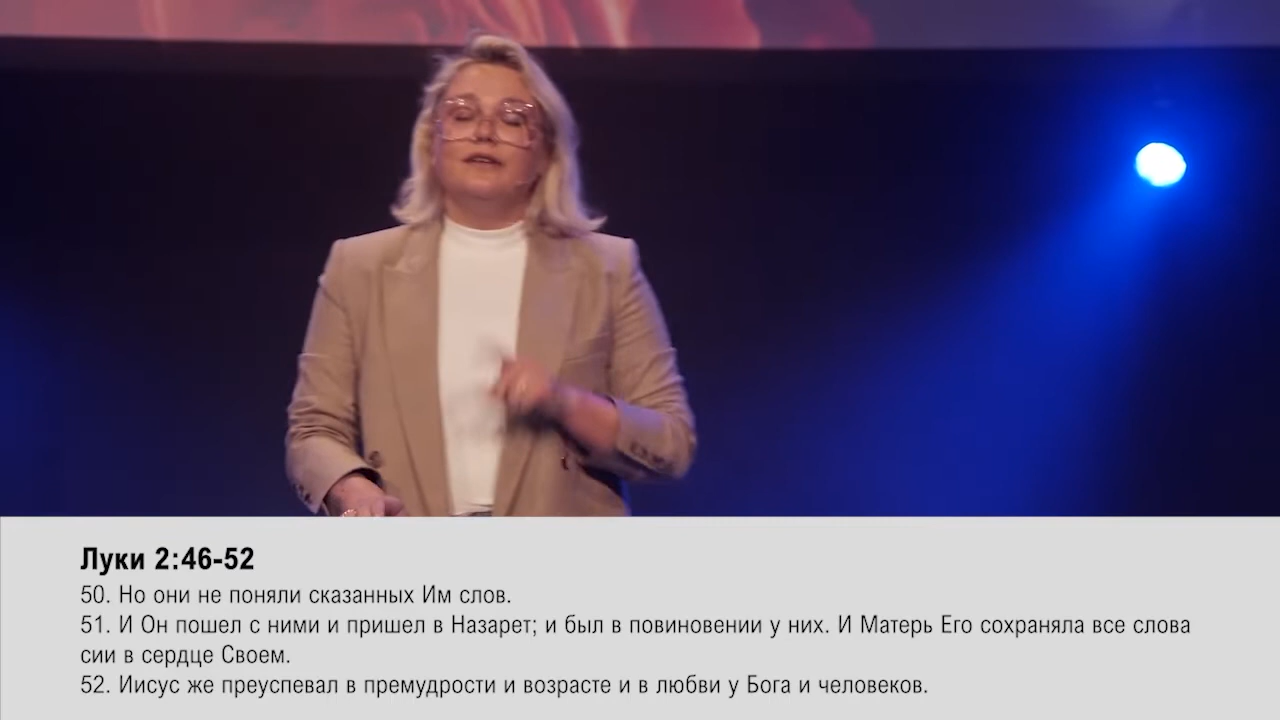 Луки 2:46-52
50. Но они не поняли сказанных Им слов.
51. И Он пошел с ними и пришел в Назарет; и был в повиновении у них. И Матерь Его сохраняла все слова
сии в сердце Своем.
52. Иисус же преуспевал в премудрости и возрасте и в любви у Бога и человеков.